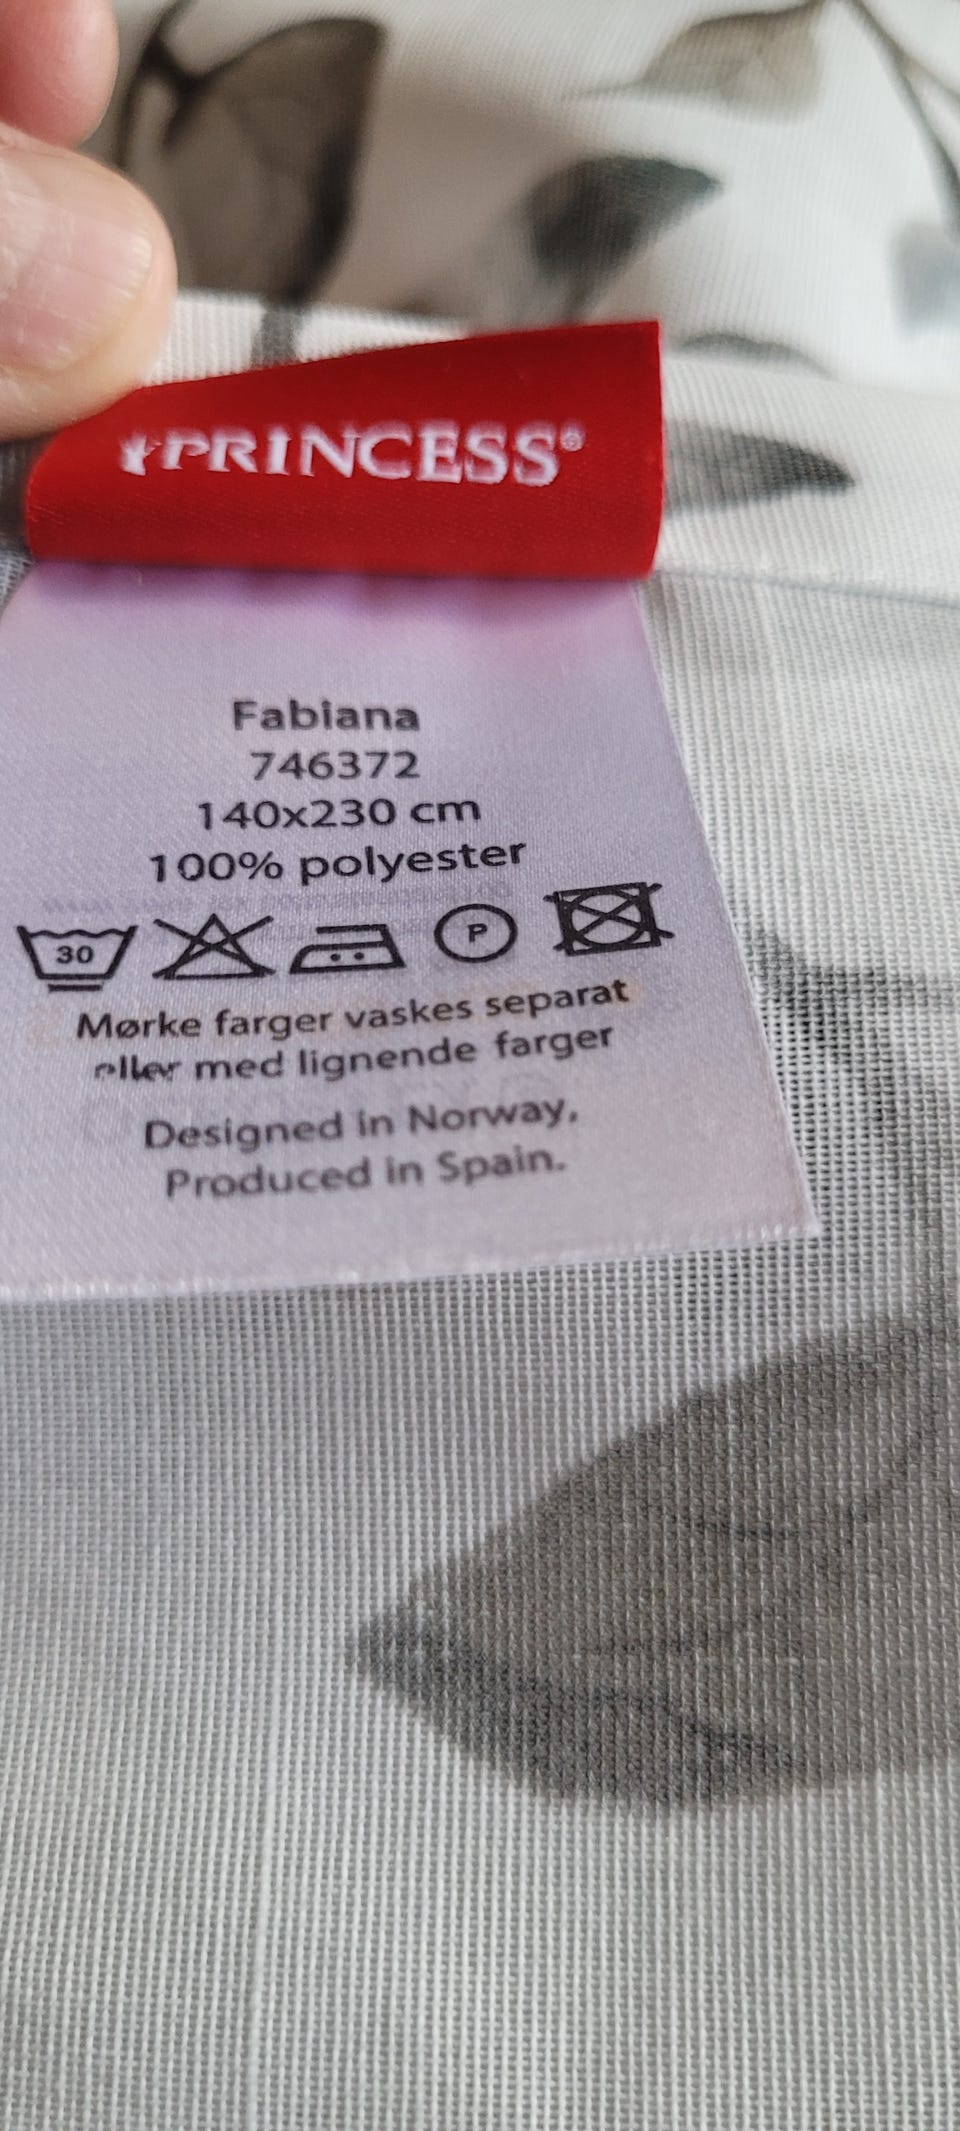 PRINCESS®
Fabiana
746372
140x230 cm
100% polyester
30 P
Mørke farger vaskes separat
eller med lignende farger
Designed in Norway,
Produced in Spain.